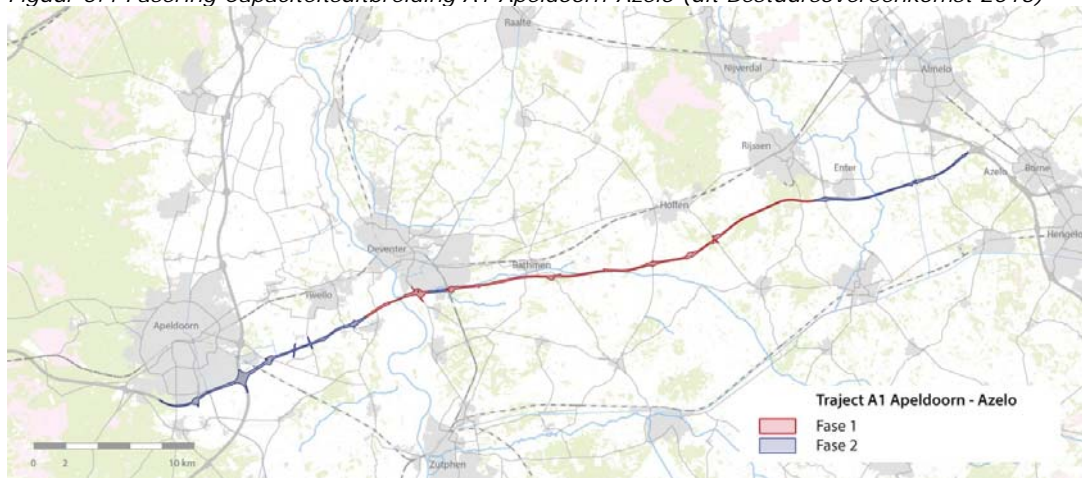 Raalte
Nijverdal
Almelo
Rijssen
Enter
Azelo
Borne
Hengelo
Holten
Deventer
Bathmen
Twello
Apeldoorn
Zutphen
Traject A1 Apeldoorn - Azelo
Fase 1
Fase 2
0 2 10 km